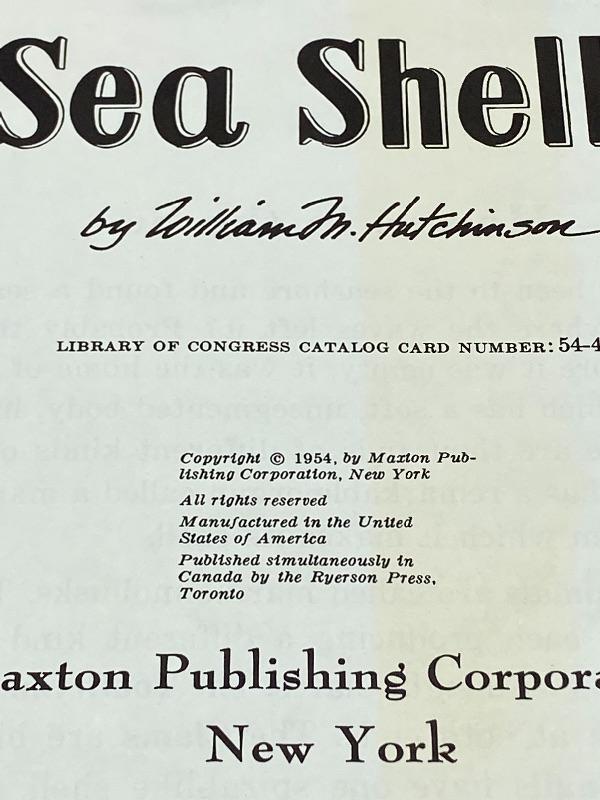 Sea Shell
by William M. Hutchinson
LIBRARY OF CONGRESS CATALOG CARD NUMBER: 54-4
Copyright © 1954, by Maxton Pub-
lishing Corporation, New York
All rights reserved
Manufactured in the United
States of America
Published simultaneously in
Canada by the Ryerson Press,
Toronto
axton Publishing Corpora
New York